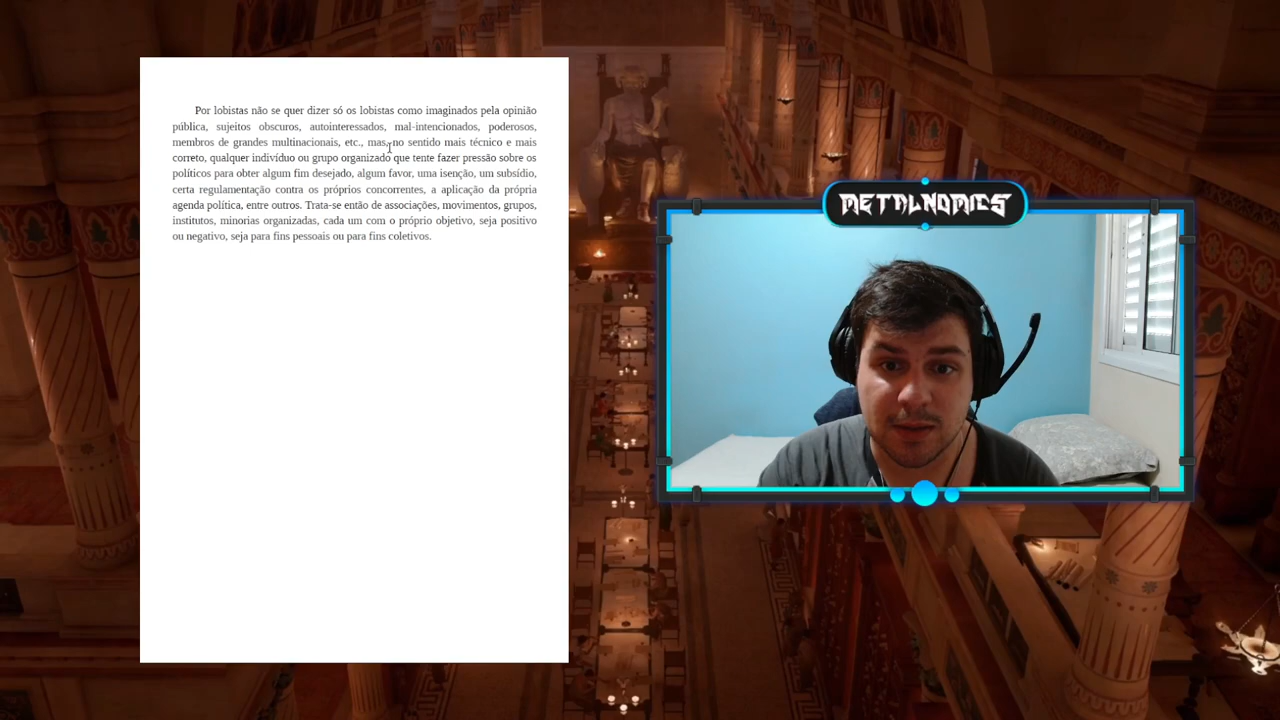 Por lobistas não se quer dizer só os lobistas como imaginados pela opinião
pública, sujeitos obscuros, autointeressados, mal-intencionados, poderosos,
membros de grandes multinacionais, etc., mas, no sentido mais técnico e mais
correto, qualquer indivíduo ou grupo organizado que tente fazer pressão sobre os
políticos para obter algum fim desejado, algum favor, uma isenção, um subsídio,
certa regulamentação contra os próprios concorrentes, a aplicação da própria
agenda política, entre outros. Trata-se então de associações, movimentos, grupos,
institutos, minorias organizadas, cada um com o próprio objetivo, seja positivo
ou negativo, seja para fins pessoais ou para fins coletivos.
METALNOMICS